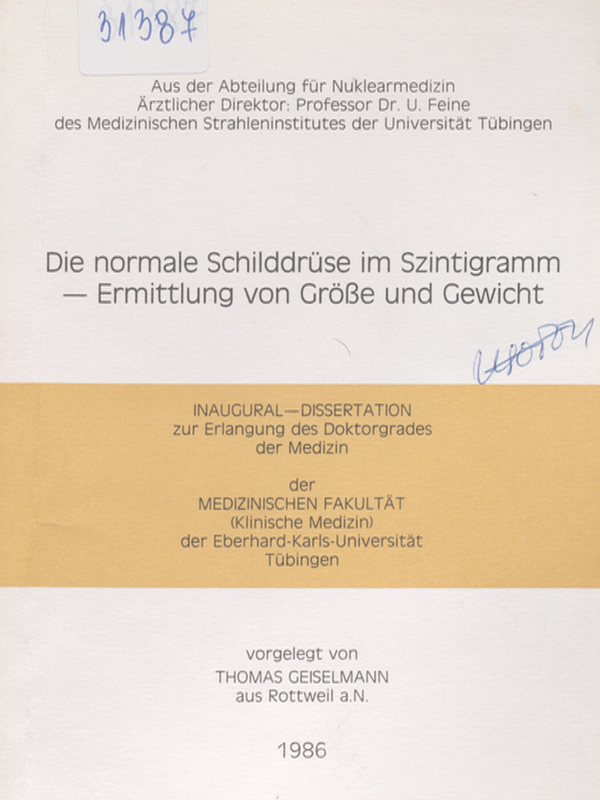 31387
Aus der Abteilung für Nuklearmedizin
Ärztlicher Direktor: Professor Dr. U. Feine
des Medizinischen Strahleninstitutes der Universität Tübingen
Die normale Schilddrüse im Szintigramm
— Ermittlung von Größe und Gewicht
INAUGURAL—DISSERTATION
zur Erlangung des Doktorgrades
der Medizin
der
MEDIZINISCHEN FAKULTÄT
(Klinische Medizin)
der Eberhard-Karls-Universität
Tübingen
vorgelegt von
THOMAS GEISELMANN
aus Rottweil a.N.
1986